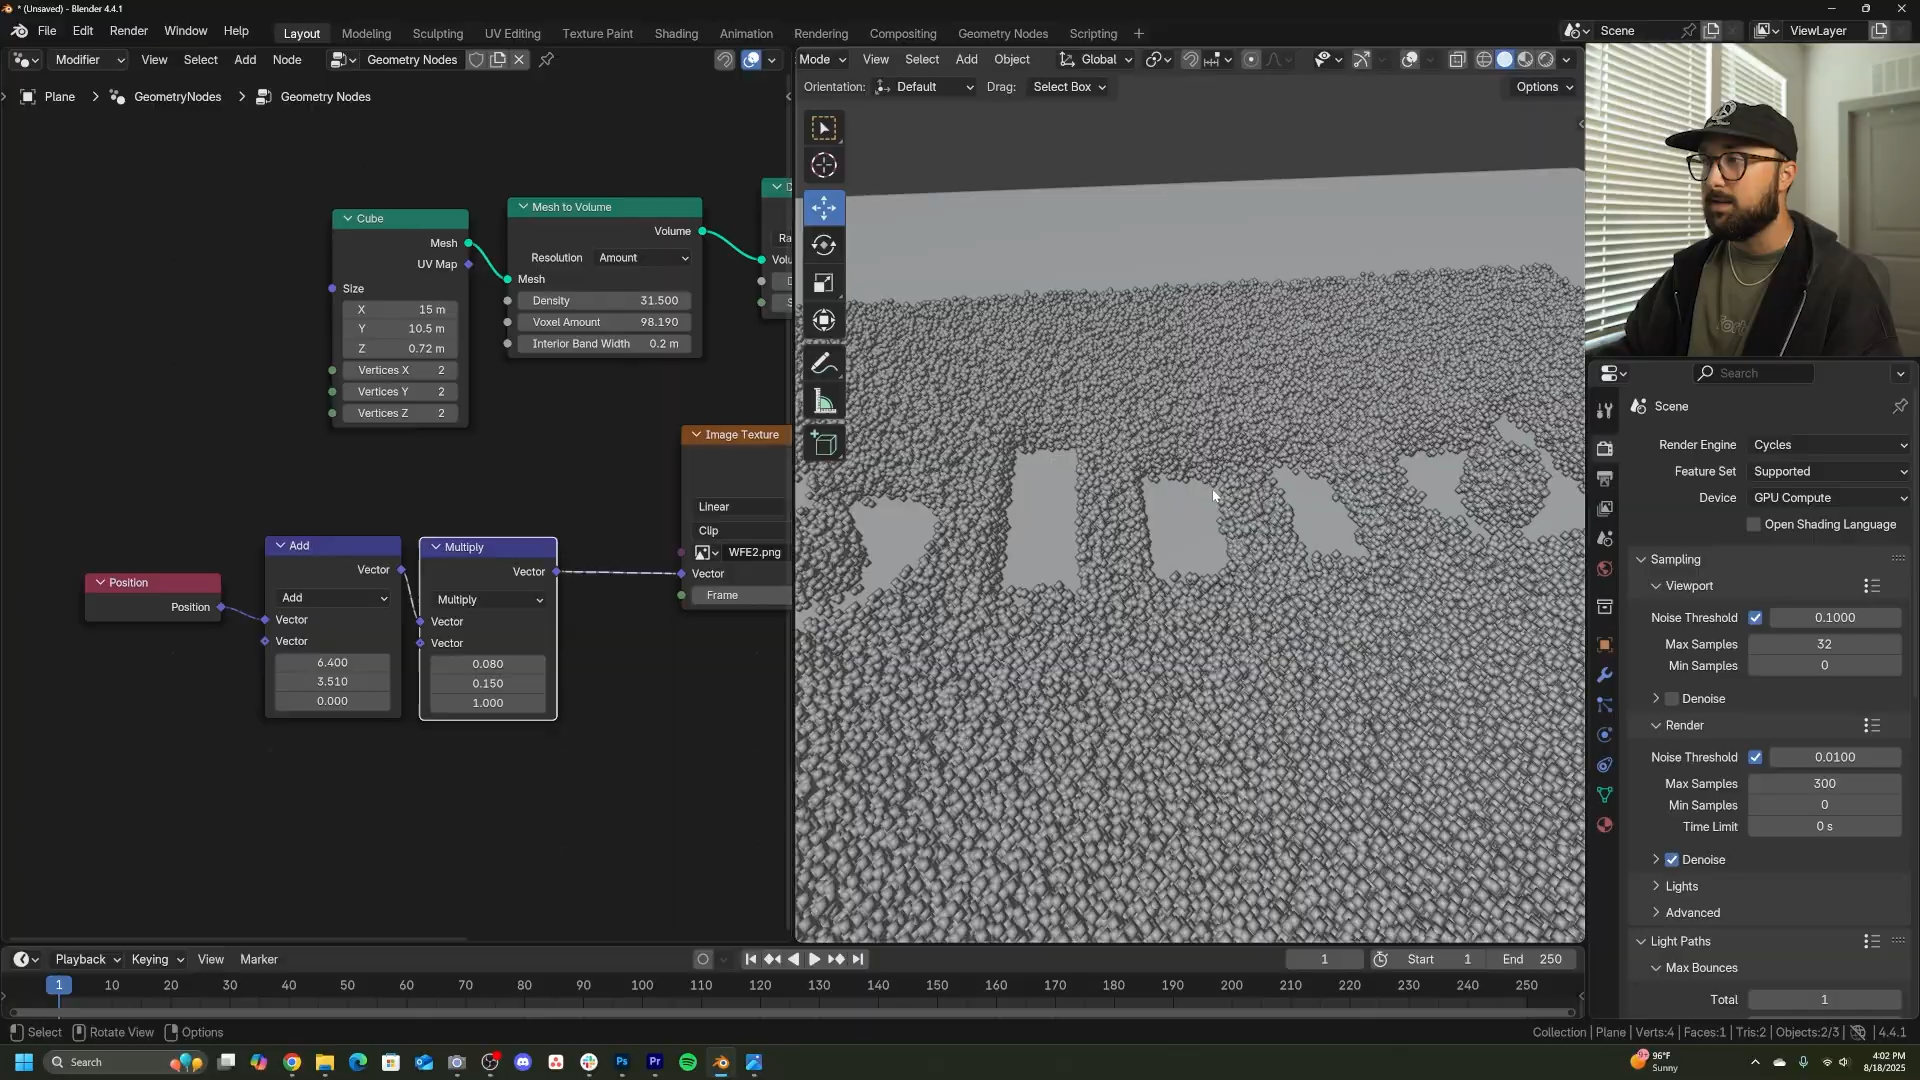 * (Unsaved) - Blender 4.4.1
File Edit Render Window Help Layout Modeling Sculpting UV Editing Texture Paint Shading Animation Rendering Compositing Geometry Nodes Scripting + Scene ViewLayer
Modifier View Select Add Node Geometry Nodes Mode View Select Add Object Global
Plane > GeometryNodes > Geometry Nodes
Orientation: Default Drag: Select Box Options
Cube
Mesh
UV Map
Size
X 15 m
Y 10.5 m
Z 0.72 m
Vertices X 2
Vertices Y 2
Vertices Z 2
Mesh to Volume
Volume
Resolution Amount
Mesh
Density 31.500
Voxel Amount 98.190
Interior Band Width 0.2 m
D
Ra
Volu
D
S
Image Texture
Linear
Clip
WFE2.png
Vector
Frame
Position
Position
Add
Vector
Add
Vector
Vector
6.400
3.510
0.000
Multiply
Vector
Multiply
Vector
Vector
0.080
0.150
1.000
Search
Scene
Render Engine Cycles
Feature Set Supported
Device GPU Compute
Open Shading Language
Sampling
Viewport
Noise Threshold 0.1000
Max Samples 32
Min Samples 0
Denoise
Render
Noise Threshold 0.0100
Max Samples 300
Min Samples 0
Time Limit 0 s
Denoise
Lights
Advanced
Light Paths
Max Bounces
Total 1
Playback Keying View Marker 1 Start 1 End 250
1 10 20 30 40 50 60 70 80 90 100 110 120 130 140 150 160 170 180 190 200 210 220 230 240 250
Select Rotate View Options Collection | Plane | Verts:4 | Faces:1 | Tris:2 | Objects:2/3 | 4.4.1
Search
Ps
Pr
96°F
Sunny
4:02 PM
8/18/2025